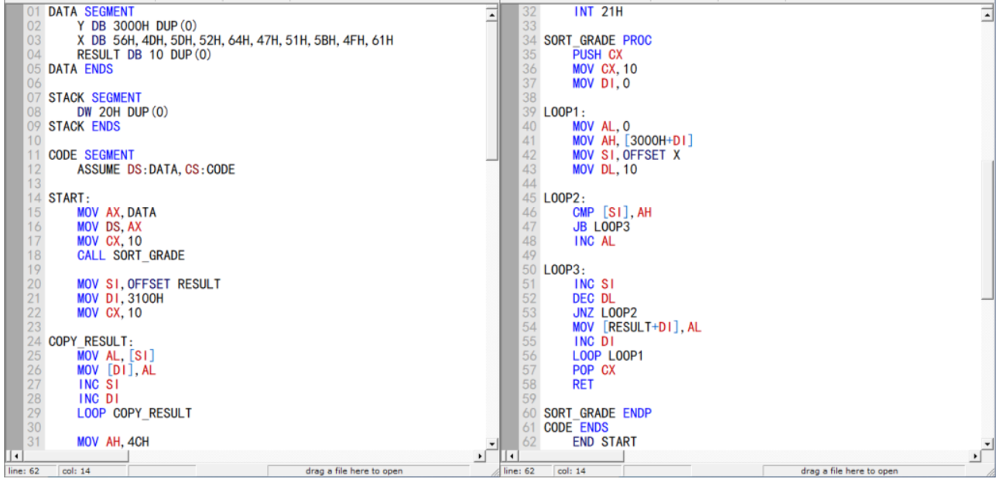 01 DATA SEGMENT
02 Y DB 3000H DUP(0)
03 X DB 56H,4DH,5DH,52H,64H,47H,51H,5BH,4FH,61H
04 RESULT DB 10 DUP(0)
05 DATA ENDS
06
07 STACK SEGMENT
08 DW 20H DUP(0)
09 STACK ENDS
10
11 CODE SEGMENT
12 ASSUME DS:DATA,CS:CODE
13
14 START:
15 MOV AX,DATA
16 MOV DS,AX
17 MOV CX,10
18 CALL SORT_GRADE
19
20 MOV SI,OFFSET RESULT
21 MOV DI,3100H
22 MOV CX,10
23
24 COPY_RESULT:
25 MOV AL,[SI]
26 MOV [DI],AL
27 INC SI
28 INC DI
29 LOOP COPY_RESULT
30
31 MOV AH,4CH
line: 62 col: 14 drag a file here to open
32 INT 21H
33
34 SORT_GRADE PROC
35 PUSH CX
36 MOV CX,10
37 MOV DI,0
38
39 LOOP1:
40 MOV AL,0
41 MOV AH,[3000H+DI]
42 MOV SI,OFFSET X
43 MOV DL,10
44
45 LOOP2:
46 CMP [SI],AH
47 JB LOOP3
48 INC AL
49
50 LOOP3:
51 INC SI
52 DEC DL
53 JNZ LOOP2
54 MOV [RESULT+DI],AL
55 INC DI
56 LOOP LOOP1
57 POP CX
58 RET
59
60 SORT_GRADE ENDP
61 CODE ENDS
62 END START
line: 62 col: 14 drag a file here to open